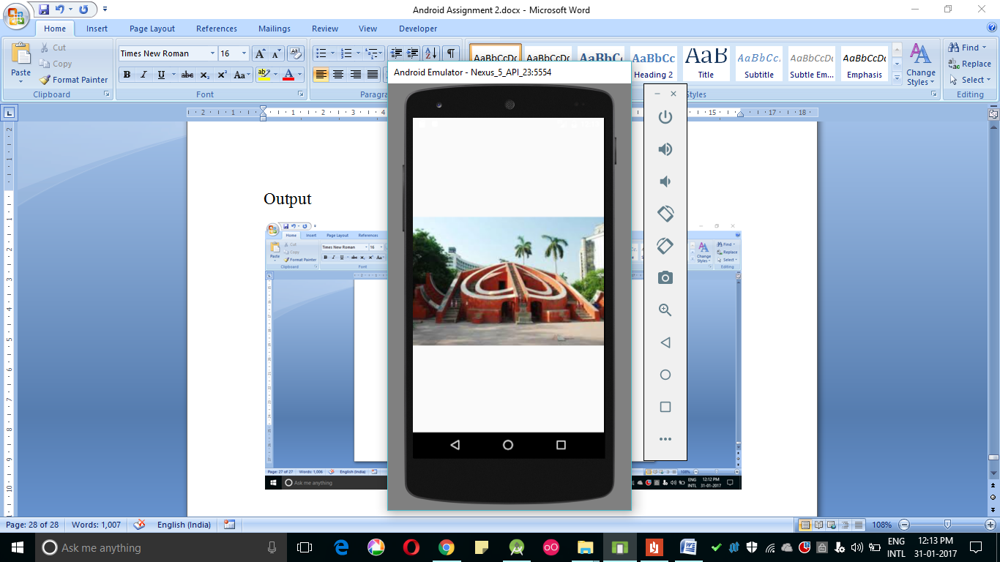 Android Assignment 2.docx - Microsoft Word
Home Insert Page Layout References Mailings Review View Developer
Paste
Cut
Copy
Format Painter
Clipboard
Times New Roman 16
B I U abc X₂ X² Aa ab A
Font
Paragra
AaBbCcDc AaBbCcDc AaBbCc AaBbCc AaB AaBbCc. AaBbCcDc AaBbCcDc
Heading 2 Title Subtitle Subtle Em... Emphasis
Change Styles
Styles
Find
Replace
Select
Editing
Android Emulator - Nexus_5_API_23:5554
Output
Home Insert Page Layout References
Paste
Cut
Copy
Format Painter
Clipboard
Times New Roman 16
Font
Change Styles
Find
Replace
Select
Editing
Page: 27 of 27 Words: 1,006 English (India) 108%
Ask me anything
ENG INTL
12:12 PM
31-01-2017
Page: 28 of 28 Words: 1,007 English (India) 108%
Ask me anything
ENG 12:13 PM
INTL 31-01-2017